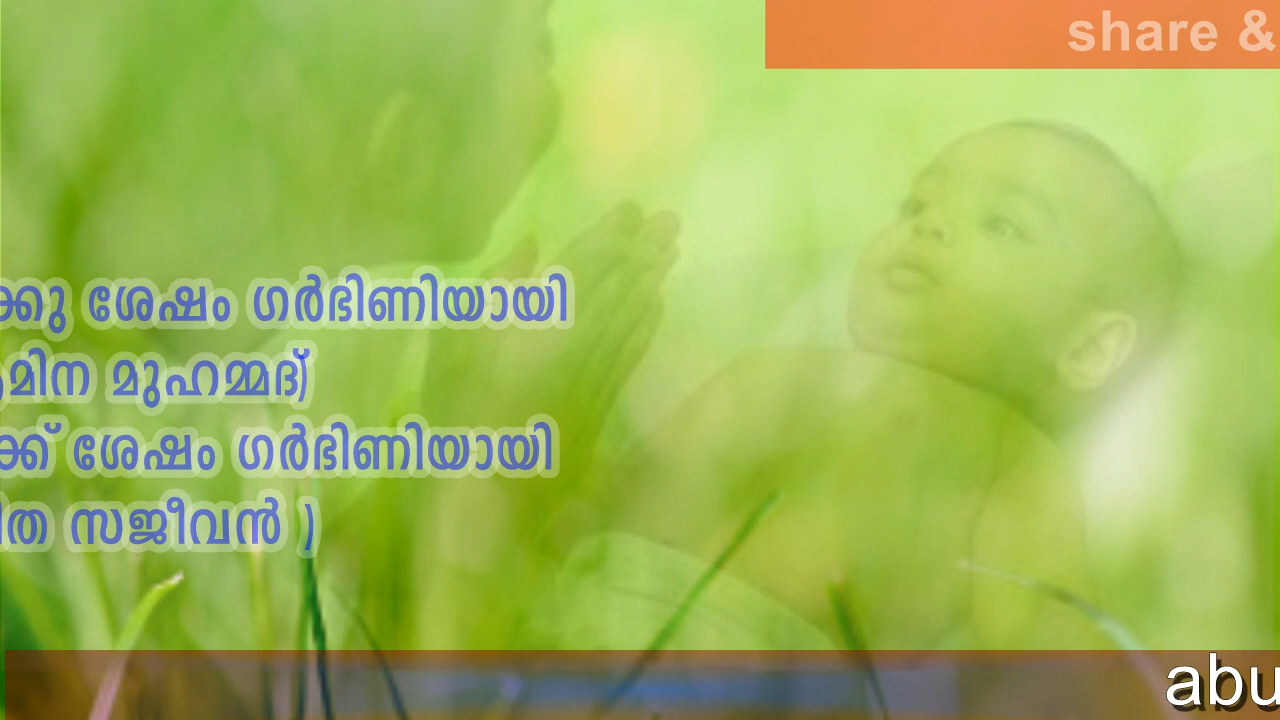 share &
ക്കു ശേഷം ഗർഭിണിയായി
മിന മുഹമ്മദ്)
ക്ക് ശേഷം ഗർഭിണിയായി
ിത സജീവൻ )
abu